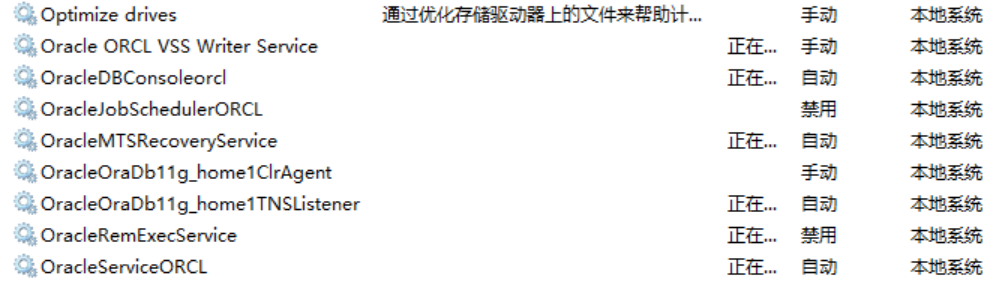 Optimize drives 通过优化存储驱动器上的文件来帮助计... 手动 本地系统
Oracle ORCL VSS Writer Service 正在... 手动 本地系统
OracleDBConsoleorcl 正在... 自动 本地系统
OracleJobSchedulerORCL 禁用 本地系统
OracleMTSRecoveryService 正在... 自动 本地系统
OracleOraDb11g_home1ClrAgent 手动 本地系统
OracleOraDb11g_home1TNSListener 正在... 自动 本地系统
OracleRemExecService 正在... 禁用 本地系统
OracleServiceORCL 正在... 自动 本地系统